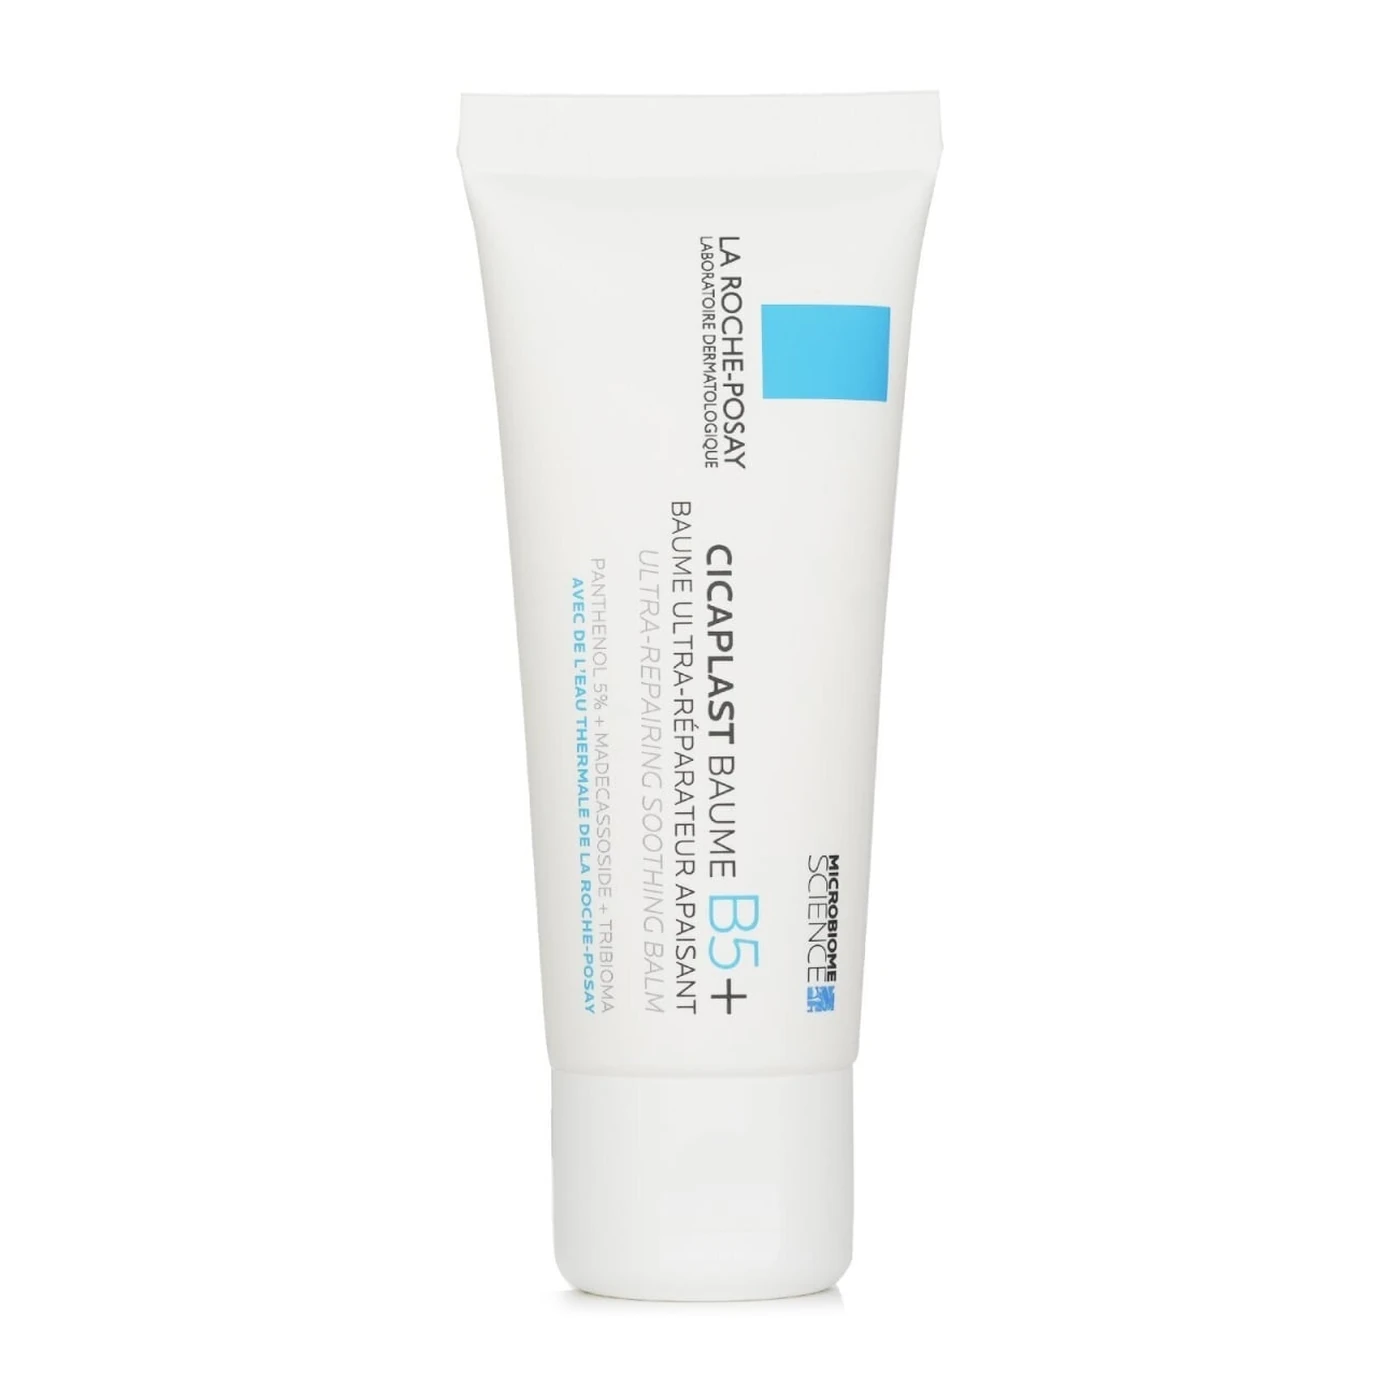 LA ROCHE-POSAY
LABORATOIRE DERMATOLOGIQUE
MICROBIOME
SCIENCE
CICAPLAST BAUME B5+
BAUME ULTRA-RÉPARATEUR APAISANT
ULTRA-REPAIRING SOOTHING BALM
PANTHENOL 5% + MADECASSOSIDE + TRIBIOMA
AVEC DE L'EAU THERMALE DE LA ROCHE-POSAY